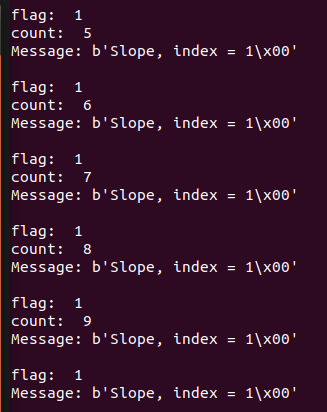 flag:  1
count:  5
Message: b'Slope, index = 1\x00'
flag:  1
count:  6
Message: b'Slope, index = 1\x00'
flag:  1
count:  7
Message: b'Slope, index = 1\x00'
flag:  1
count:  8
Message: b'Slope, index = 1\x00'
flag:  1
count:  9
Message: b'Slope, index = 1\x00'
flag:  1
Message: b'Slope, index = 1\x00'